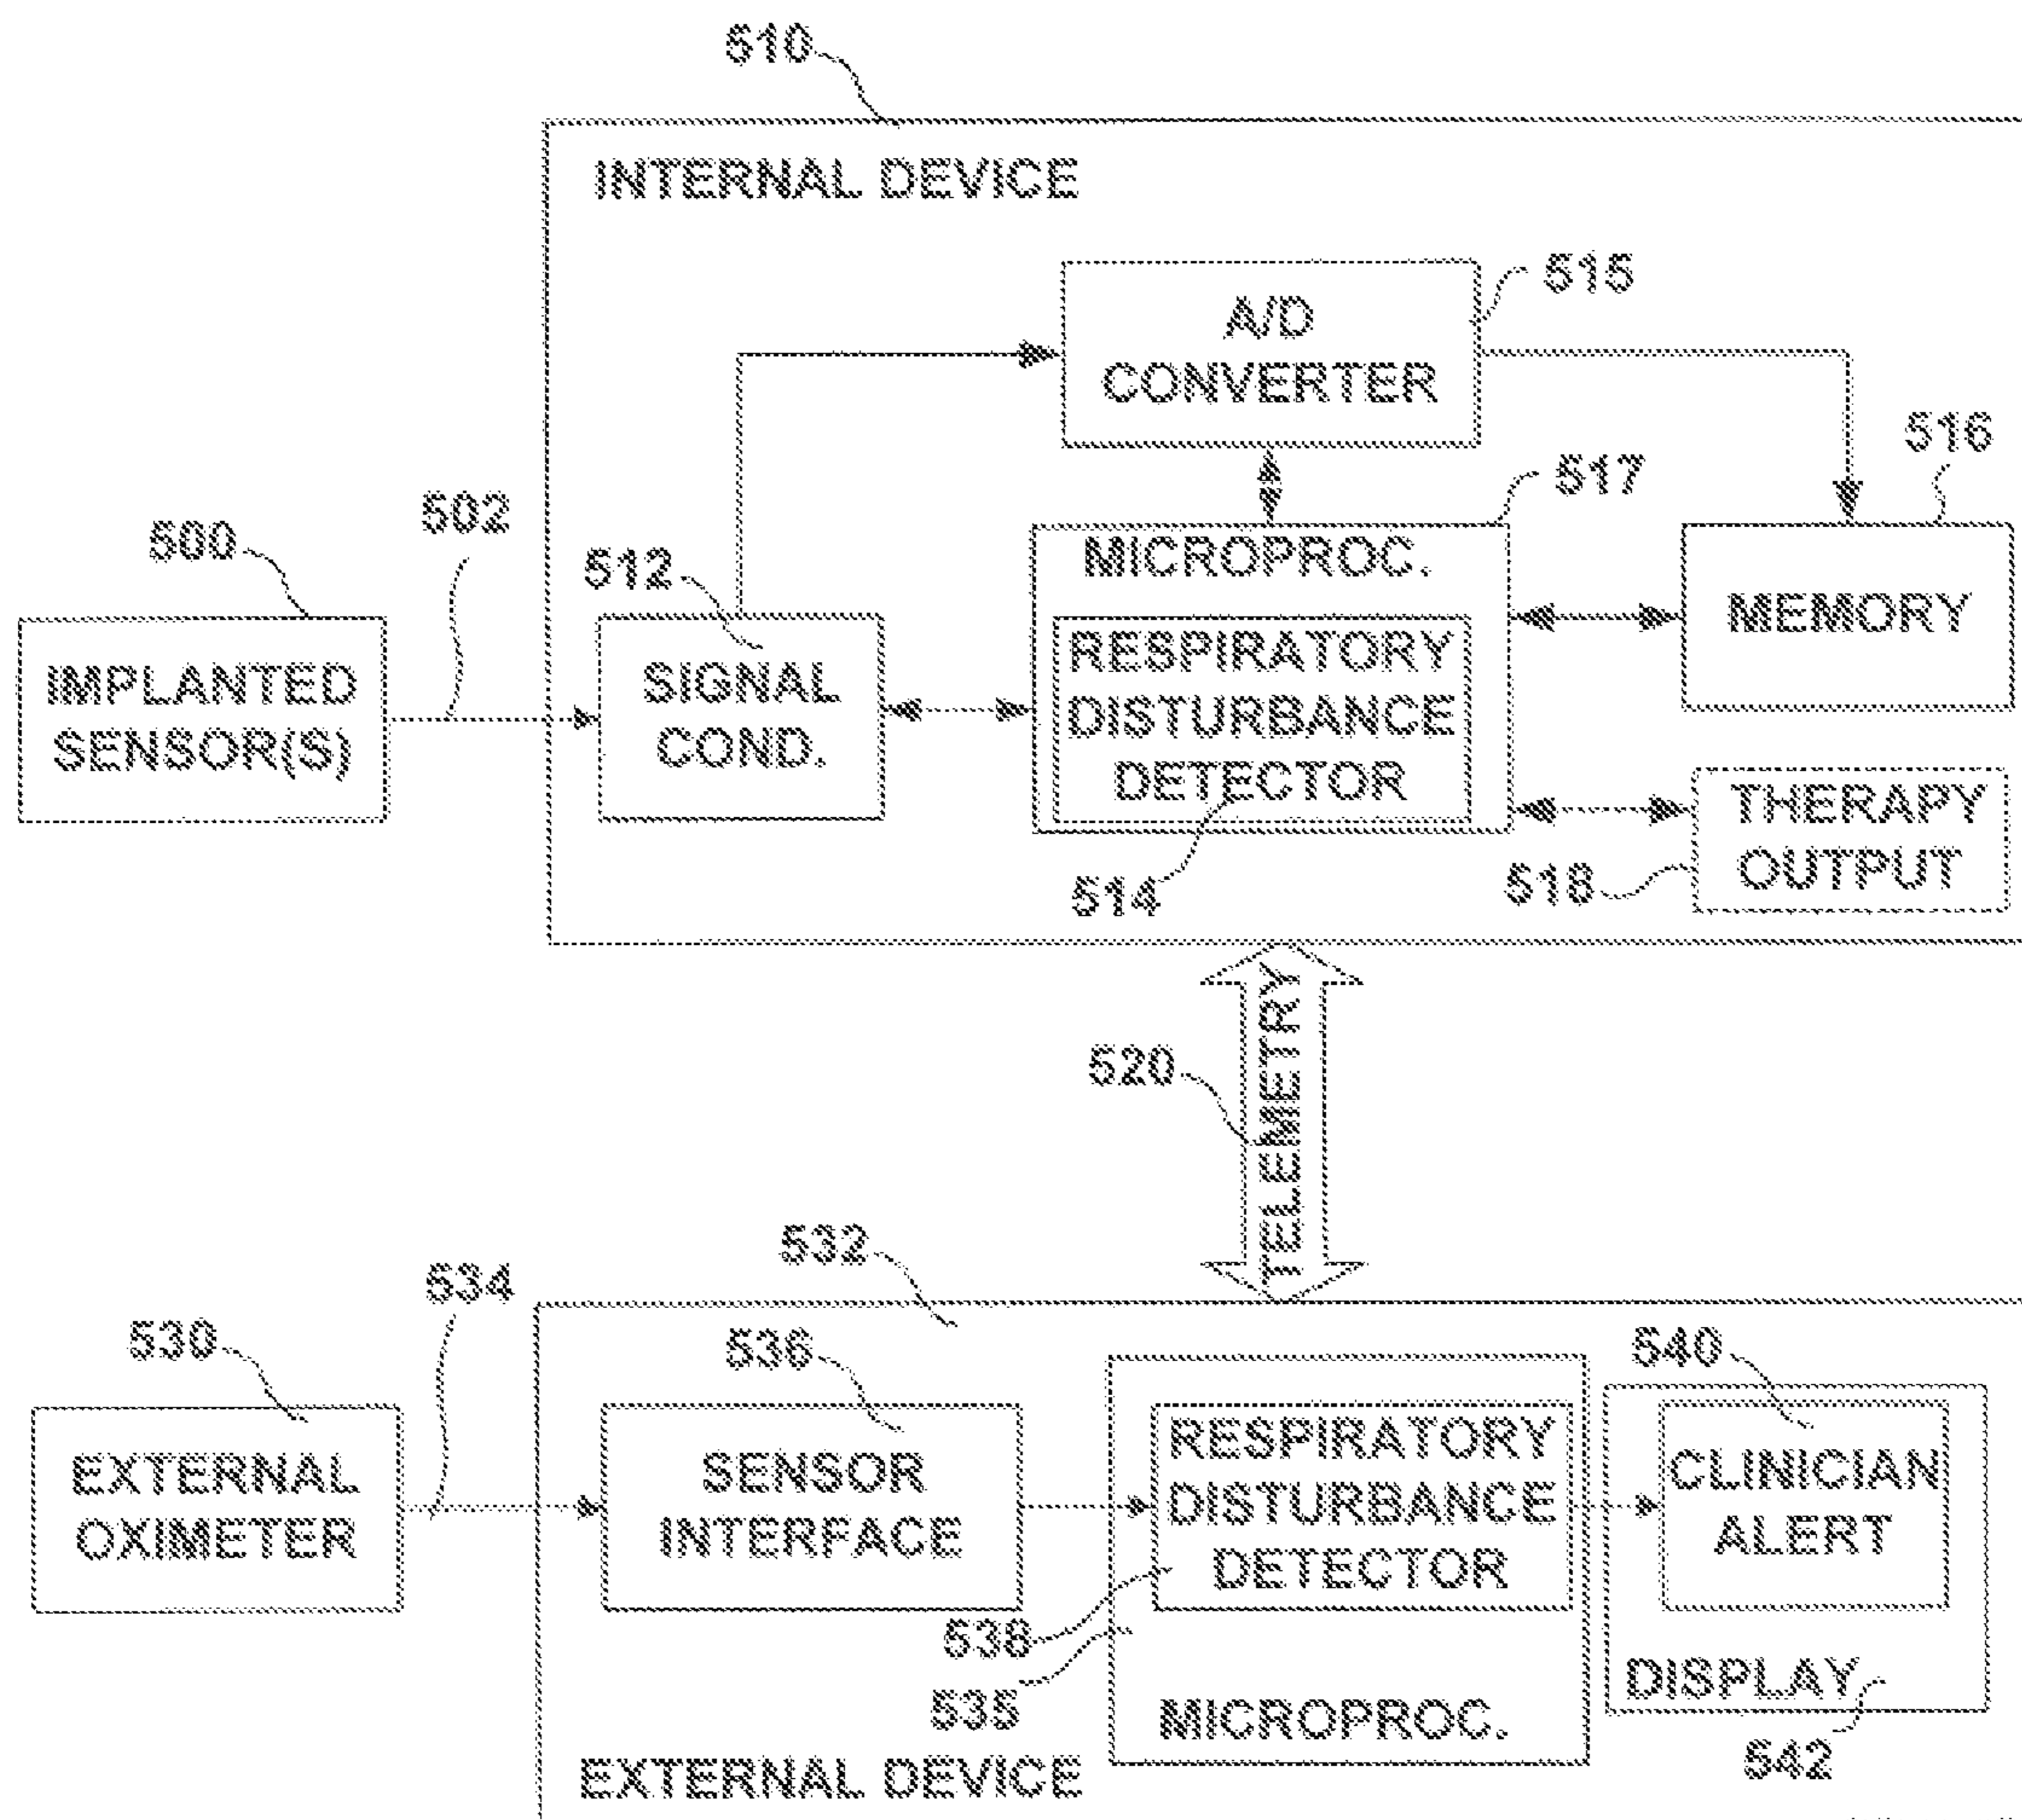 510
INTERNAL DEVICE
515
A/D
CONVERTER
516
517
502
500
512
MICROPROC.
MEMORY
IMPLANTED
SENSOR(S)
SIGNAL
COND.
RESPIRATORY
DISTURBANCE
DETECTOR
THERAPY
OUTPUT
518
514
TELEMETRY
520
532
534
530
536
540
EXTERNAL
OXIMETER
SENSOR
INTERFACE
RESPIRATORY
DISTURBANCE
DETECTOR
CLINICIAN
ALERT
538
535
MICROPROC.
DISPLAY
542
EXTERNAL DEVICE